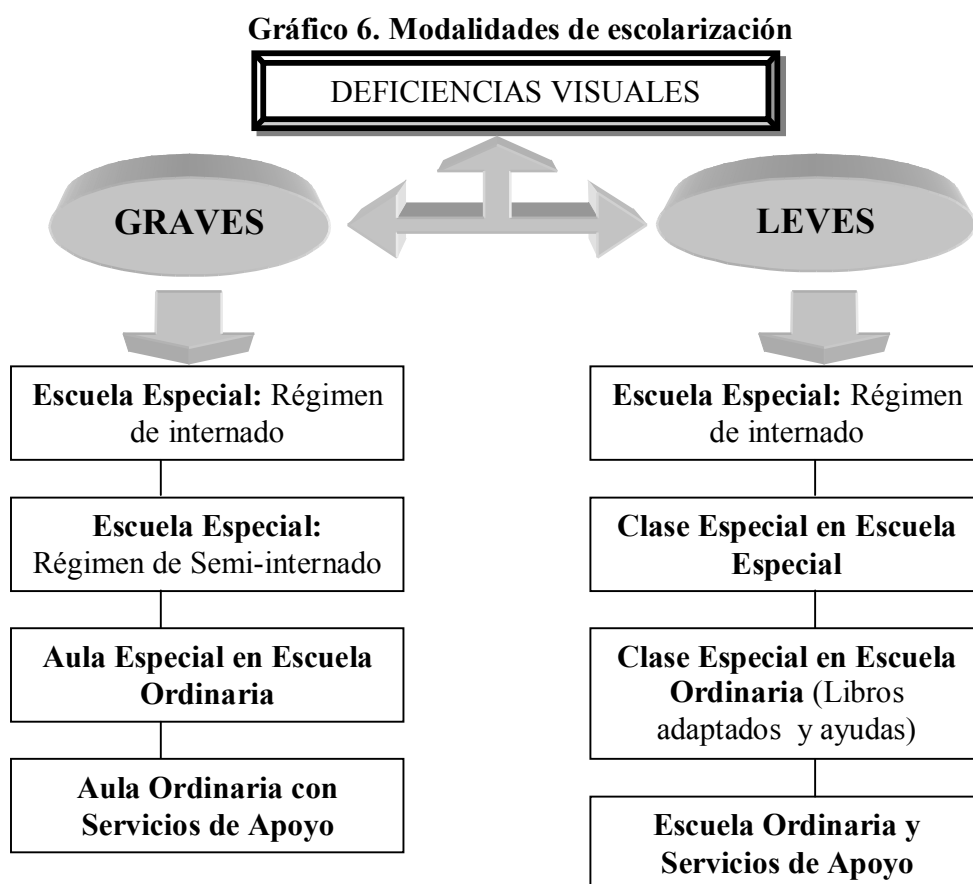 Gráfico 6. Modalidades de escolarización
DEFICIENCIAS VISUALES
GRAVES
LEVES
Escuela Especial: Régimen
de internado
Escuela Especial:
Régimen de Semi-internado
Aula Especial en Escuela
Ordinaria
Aula Ordinaria con
Servicios de Apoyo
Escuela Especial: Régimen
de internado
Clase Especial en Escuela
Especial
Clase Especial en Escuela
Ordinaria (Libros
adaptados y ayudas)
Escuela Ordinaria y
Servicios de Apoyo